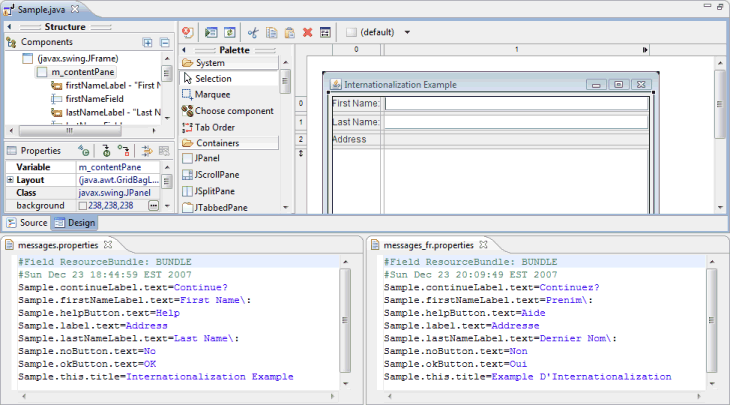 Sample.java
Structure
Components
(javax.swing.JFrame)
m_contentPane
firstNameLabel - "First N
firstNameField
lastNameLabel - "Last N
Properties
Variable m_contentPane
Layout (java.awt.GridBagL...
Class javax.swing.JPanel
background 238,238,238 ...
Palette
System
Selection
Marquee
Choose component
Tab Order
Containers
JPanel
JScrollPane
JSplitPane
JTabbedPane
(default)
0 1
Internationalization Example
0 First Name:
1 Last Name:
2 Address
Source Design
messages.properties
#Field ResourceBundle: BUNDLE
#Sun Dec 23 18:44:59 EST 2007
Sample.continueLabel.text=Continue?
Sample.firstNameLabel.text=First Name\:
Sample.helpButton.text=Help
Sample.label.text=Address
Sample.lastNameLabel.text=Last Name\:
Sample.noButton.text=No
Sample.okButton.text=OK
Sample.this.title=Internationalization Example
messages_fr.properties
#Field ResourceBundle: BUNDLE
#Sun Dec 23 20:09:49 EST 2007
Sample.continueLabel.text=Continuez?
Sample.firstNameLabel.text=Prenim\:
Sample.helpButton.text=Aide
Sample.label.text=Addresse
Sample.lastNameLabel.text=Dernier Nom\:
Sample.noButton.text=Non
Sample.okButton.text=Oui
Sample.this.title=Example D'Internationalization